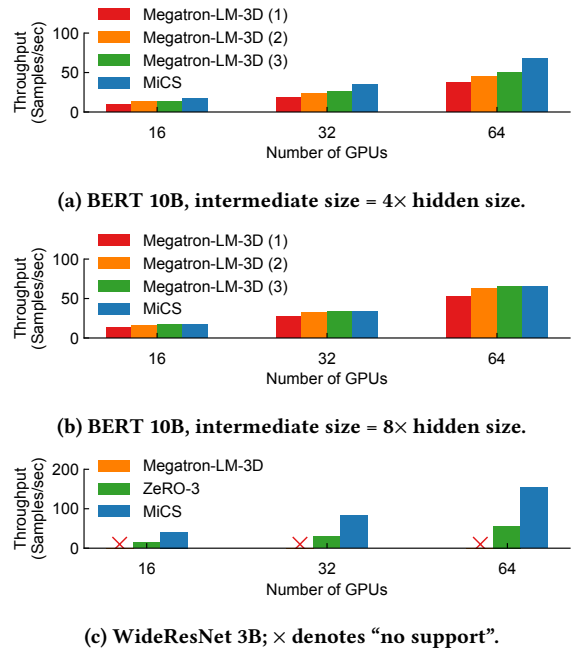 Megatron-LM-3D (1)
Megatron-LM-3D (2)
Megatron-LM-3D (3)
MiCS
Throughput
(Samples/sec)
100
50
0
16 32 64
Number of GPUs
(a) BERT 10B, intermediate size = 4× hidden size.
Megatron-LM-3D (1)
Megatron-LM-3D (2)
Megatron-LM-3D (3)
MiCS
Throughput
(Samples/sec)
100
50
0
16 32 64
Number of GPUs
(b) BERT 10B, intermediate size = 8× hidden size.
Megatron-LM-3D
ZeRO-3
MiCS
Throughput
(Samples/sec)
200
100
0
16 32 64
Number of GPUs
(c) WideResNet 3B; × denotes “no support”.